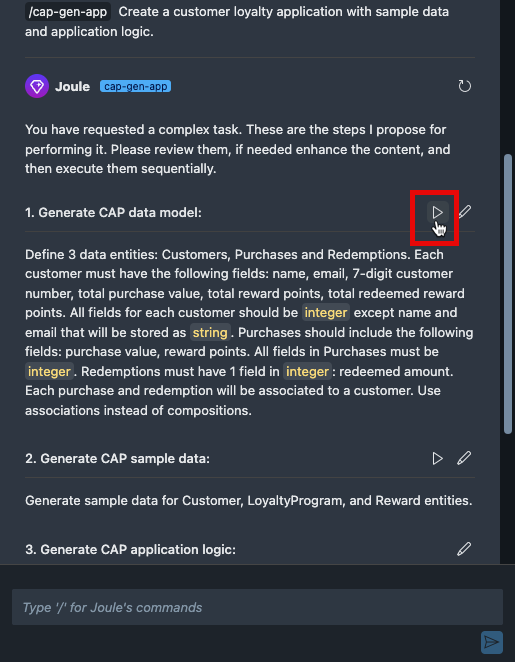 /cap-gen-app Create a customer loyalty application with sample data
and application logic.
Joule cap-gen-app
You have requested a complex task. These are the steps I propose for
performing it. Please review them, if needed enhance the content, and
then execute them sequentially.
1. Generate CAP data model:
Define 3 data entities: Customers, Purchases and Redemptions. Each
customer must have the following fields: name, email, 7-digit customer
number, total purchase value, total reward points, total redeemed reward
points. All fields for each customer should be integer except name and
email that will be stored as string. Purchases should include the following
fields: purchase value, reward points. All fields in Purchases must be
integer. Redemptions must have 1 field in integer: redeemed amount.
Each purchase and redemption will be associated to a customer. Use
associations instead of compositions.
2. Generate CAP sample data:
Generate sample data for Customer, LoyaltyProgram, and Reward entities.
3. Generate CAP application logic:
Type '/' for Joule's commands